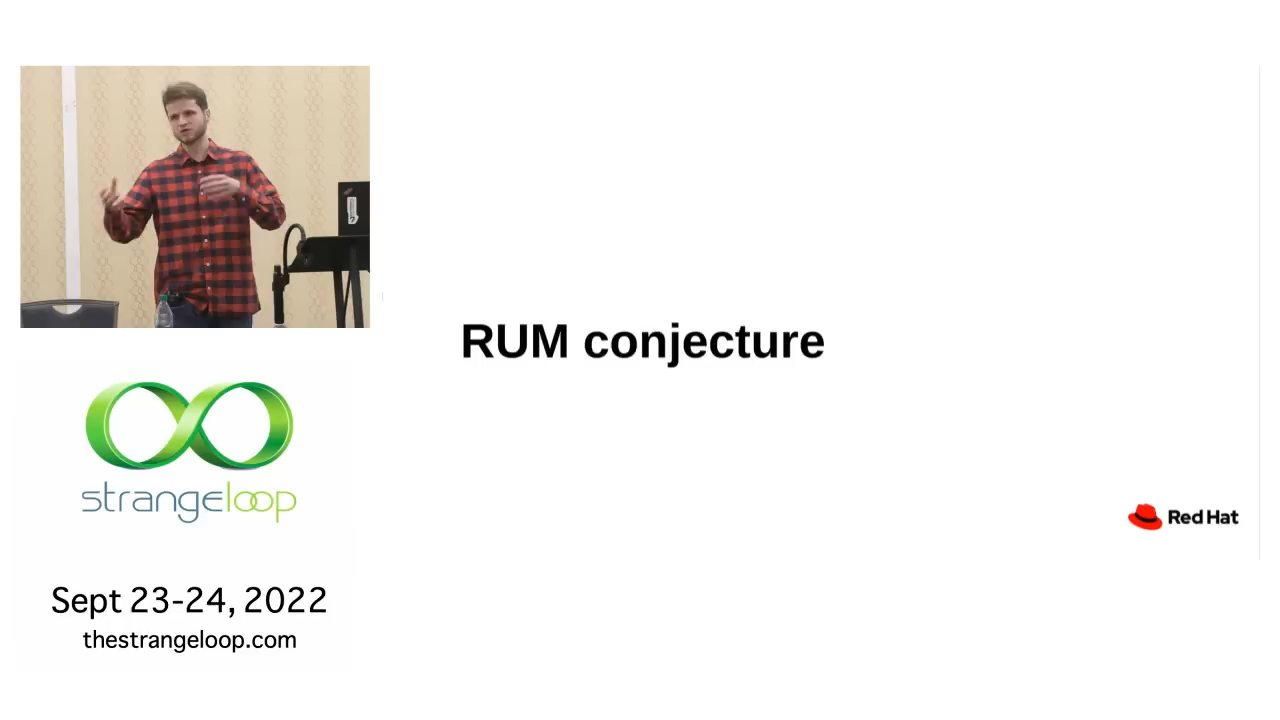 RUM conjecture
strangeloop
Red Hat
Sept 23-24, 2022
thestrangeloop.com